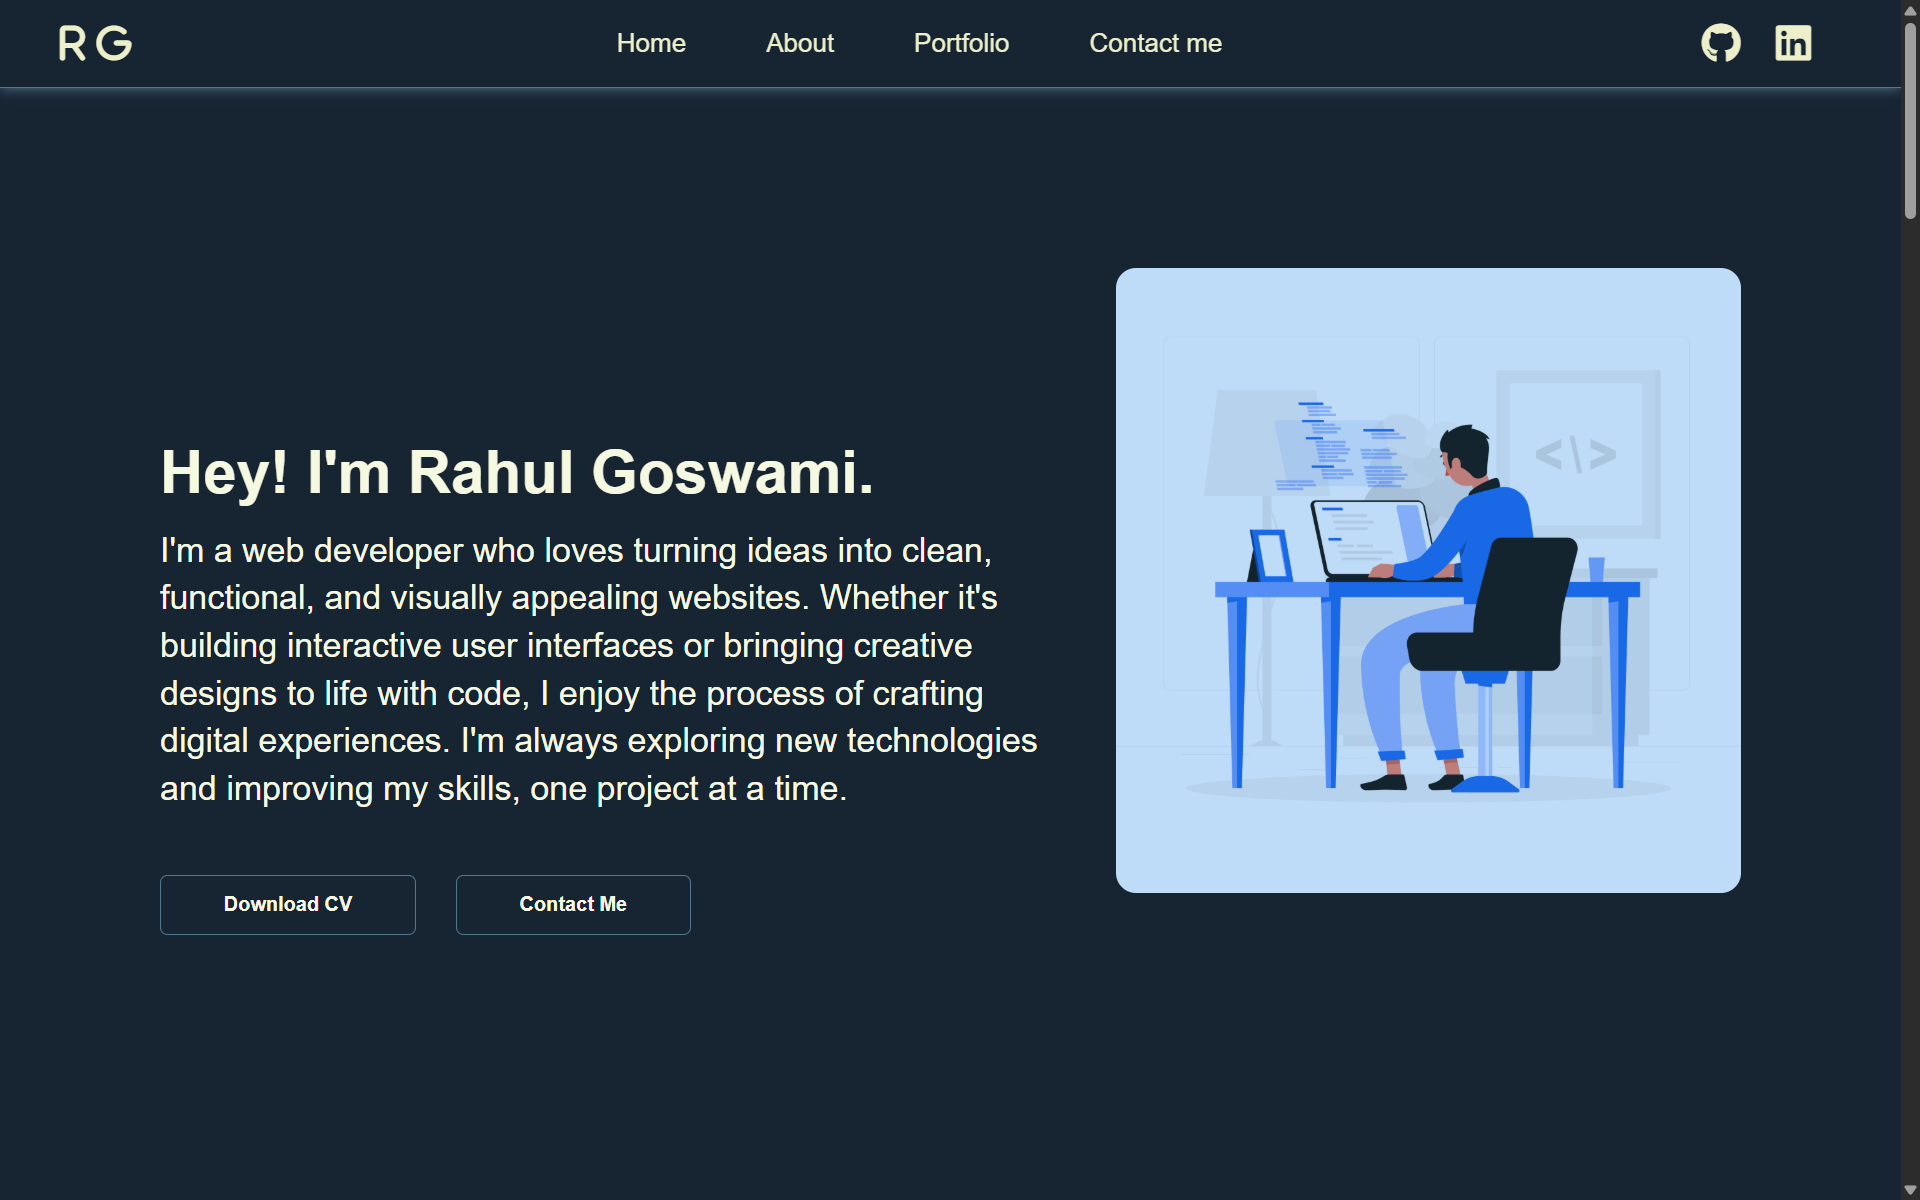 RG
Home
About
Portfolio
Contact me
in
Hey! I'm Rahul Goswami.
I'm a web developer who loves turning ideas into clean,
functional, and visually appealing websites. Whether it's
building interactive user interfaces or bringing creative
designs to life with code, I enjoy the process of crafting
digital experiences. I'm always exploring new technologies
and improving my skills, one project at a time.
Download CV
Contact Me
<\>